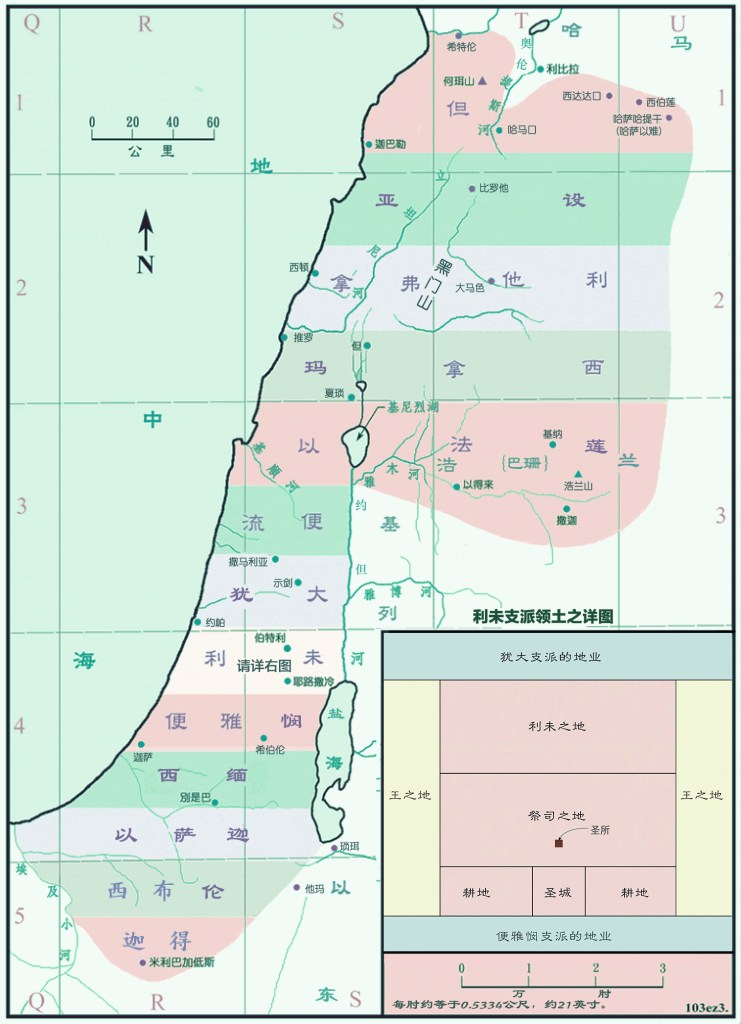 Q R S T U
希特伦
奥伦
哈
马
利比拉
何珥山
斯施河
1
但
西达达口
西伯莲
1
哈萨哈提干
(哈萨以难)
哈马口
0 20 40 60
公里
迦巴勒
地
立坦尼河
比罗他
亚设
N
西顿
黑门山
大马色
拿弗他利
2
2
推罗
但
玛拿西
夏琐
基尼烈湖
中
基顺河
以法莲
基纳
浩兰
{巴珊}
浩兰山
雅木河
以得来
撒迦
3
3
约但河
流便
基列
撒马利亚
示剑
犹大
雅博河
约帕
利未支派领土之详图
伯特利
海
利未
请详右图
耶路撒冷
4
便雅悯
盐海
迦萨
希伯伦
西缅
别是巴
以萨迦
琐珥
埃及小河
西布伦
他玛
以东
5
迦得
米利巴加低斯
Q R S
犹大支派的地业
利未之地
王之地
王之地
祭司之地
圣所
耕地
圣城
耕地
便雅悯支派的地业
0 1 2 3
万肘
每肘约等于0.5334公尺，约21英寸。
103ez3.